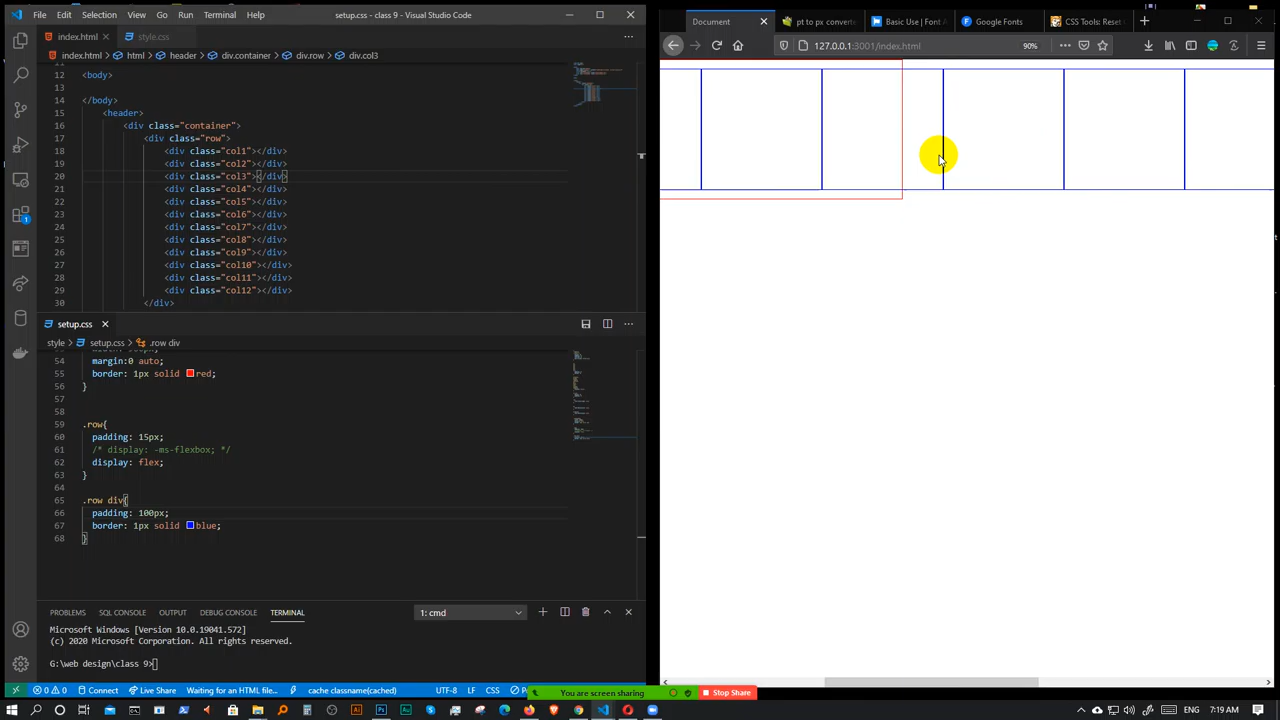 File Edit Selection View Go Run Terminal Help setup.css - class 9 - Visual Studio Code
index.html style.css
index.html > html > header > div.container > div.row > div.col3
12 <body>
13
14 </body>
15 <header>
16 <div class="container">
17 <div class="row">
18 <div class="col1"></div>
19 <div class="col2"></div>
20 <div class="col3"></div>
21 <div class="col4"></div>
22 <div class="col5"></div>
23 <div class="col6"></div>
24 <div class="col7"></div>
25 <div class="col8"></div>
26 <div class="col9"></div>
27 <div class="col10"></div>
28 <div class="col11"></div>
29 <div class="col12"></div>
30 </div>
setup.css
style > setup.css > .row div
54 margin:0 auto;
55 border: 1px solid red;
56 }
57
58
59 .row{
60 padding: 15px;
61 /* display: -ms-flexbox; */
62 display: flex;
63 }
64
65 .row div{
66 padding: 100px;
67 border: 1px solid blue;
68 }
PROBLEMS SQL CONSOLE OUTPUT DEBUG CONSOLE TERMINAL 1: cmd
Microsoft Windows [Version 10.0.19041.572]
(c) 2020 Microsoft Corporation. All rights reserved.
G:\web design\class 9>
0 0 Connect Live Share Waiting for an HTML file... cache classname(cached) UTF-8 LF CSS
You are screen sharing Stop Share
Document pt to px converte Basic Use | Font A Google Fonts CSS Tools: Reset
127.0.0.1:3001/index.html 90%
ENG 7:19 AM